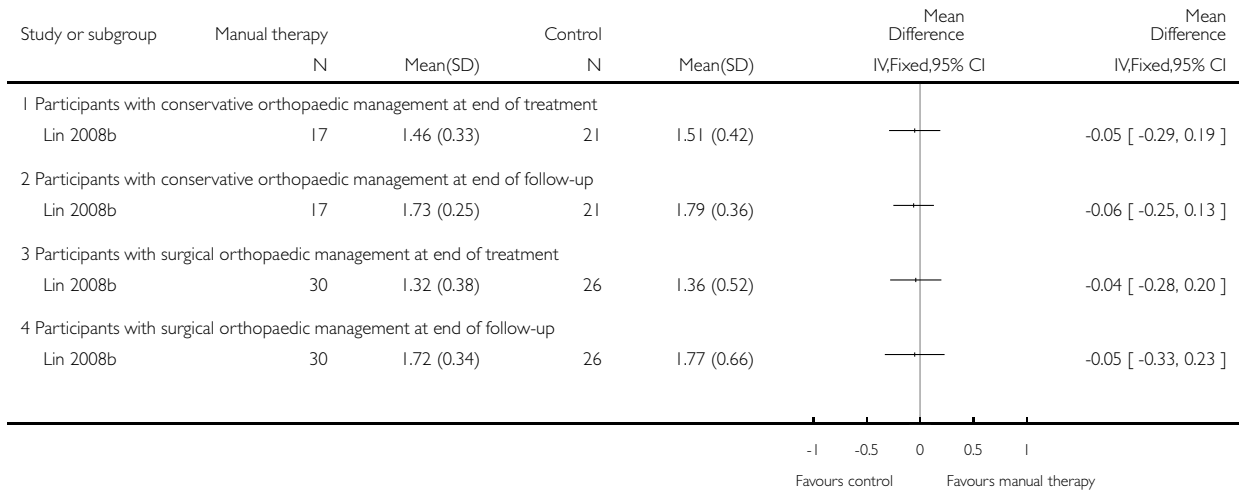 Study or subgroup Manual therapy Control Mean Difference Mean Difference
N Mean(SD) N Mean(SD) IV,Fixed,95% CI IV,Fixed,95% CI
1 Participants with conservative orthopaedic management at end of treatment
Lin 2008b 17 1.46 (0.33) 21 1.51 (0.42) -0.05 [ -0.29, 0.19 ]
2 Participants with conservative orthopaedic management at end of follow-up
Lin 2008b 17 1.73 (0.25) 21 1.79 (0.36) -0.06 [ -0.25, 0.13 ]
3 Participants with surgical orthopaedic management at end of treatment
Lin 2008b 30 1.32 (0.38) 26 1.36 (0.52) -0.04 [ -0.28, 0.20 ]
4 Participants with surgical orthopaedic management at end of follow-up
Lin 2008b 30 1.72 (0.34) 26 1.77 (0.66) -0.05 [ -0.33, 0.23 ]
-1 -0.5 0 0.5 1
Favours control Favours manual therapy